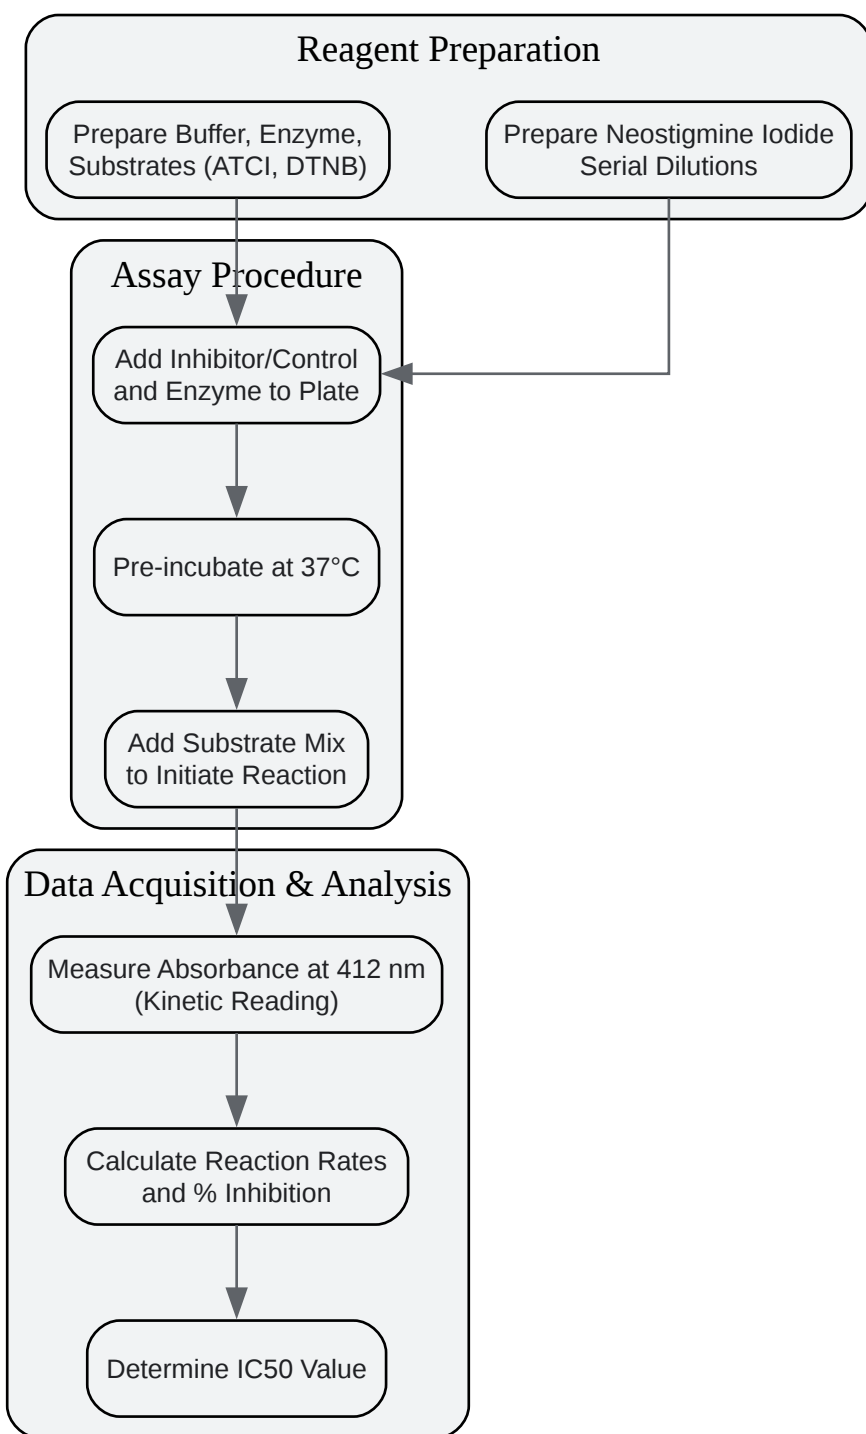 Reagent Preparation
Prepare Buffer, Enzyme,
Substrates (ATCI, DTNB)
Prepare Neostigmine Iodide
Serial Dilutions
Assay Procedure
Add Inhibitor/Control
and Enzyme to Plate
Pre-incubate at 37°C
Add Substrate Mix
to Initiate Reaction
Data Acquisition & Analysis
Measure Absorbance at 412 nm
(Kinetic Reading)
Calculate Reaction Rates
and % Inhibition
Determine IC50 Value